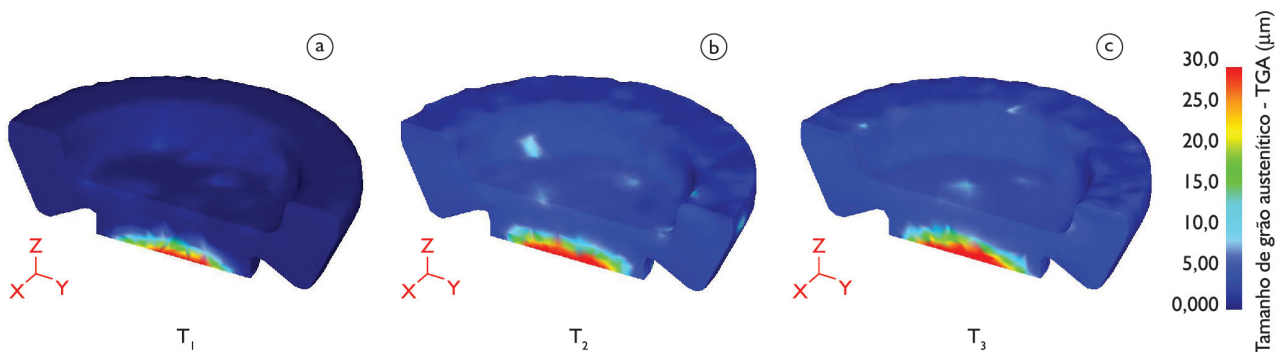 a
b
c
30,0
25,0
20,0
15,0
10,0
5,00
0,000
Tamanho de grão austenítico - TGA (μm)
Z
X
Y
Z
X
Y
Z
X
Y
T1
T2
T3